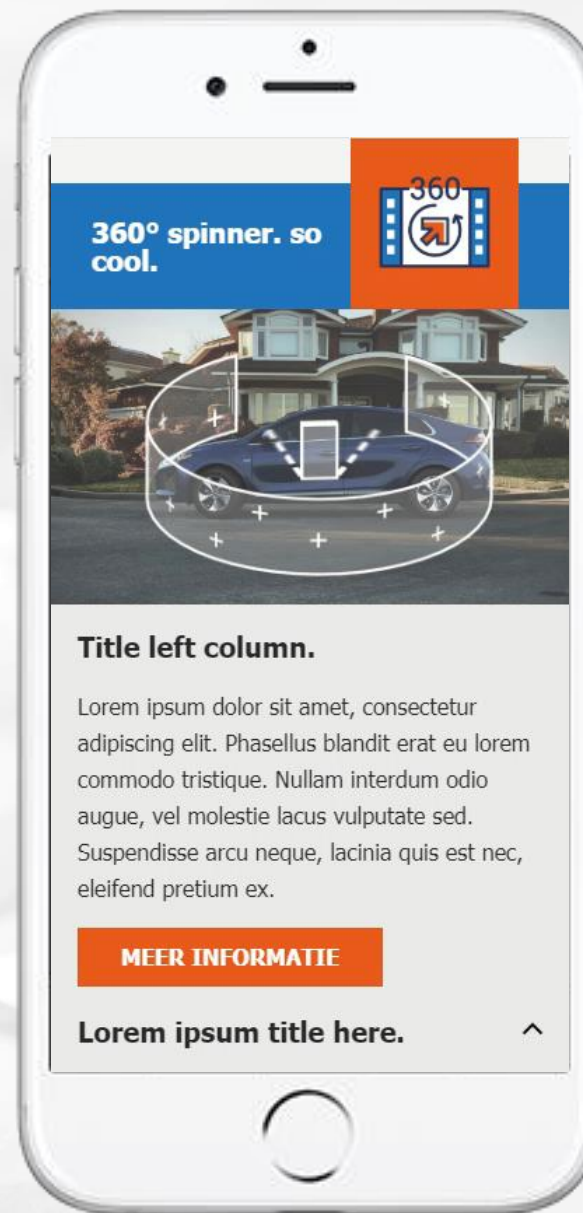 360
360° spinner. so
cool.
Title left column.
Lorem ipsum dolor sit amet, consectetur
adipiscing elit. Phasellus blandit erat eu lorem
commodo tristique. Nullam interdum odio
augue, vel molestie lacus vulputate sed.
Suspendisse arcu neque, lacinia quis est nec,
eleifend pretium ex.
MEER INFORMATIE
Lorem ipsum title here.